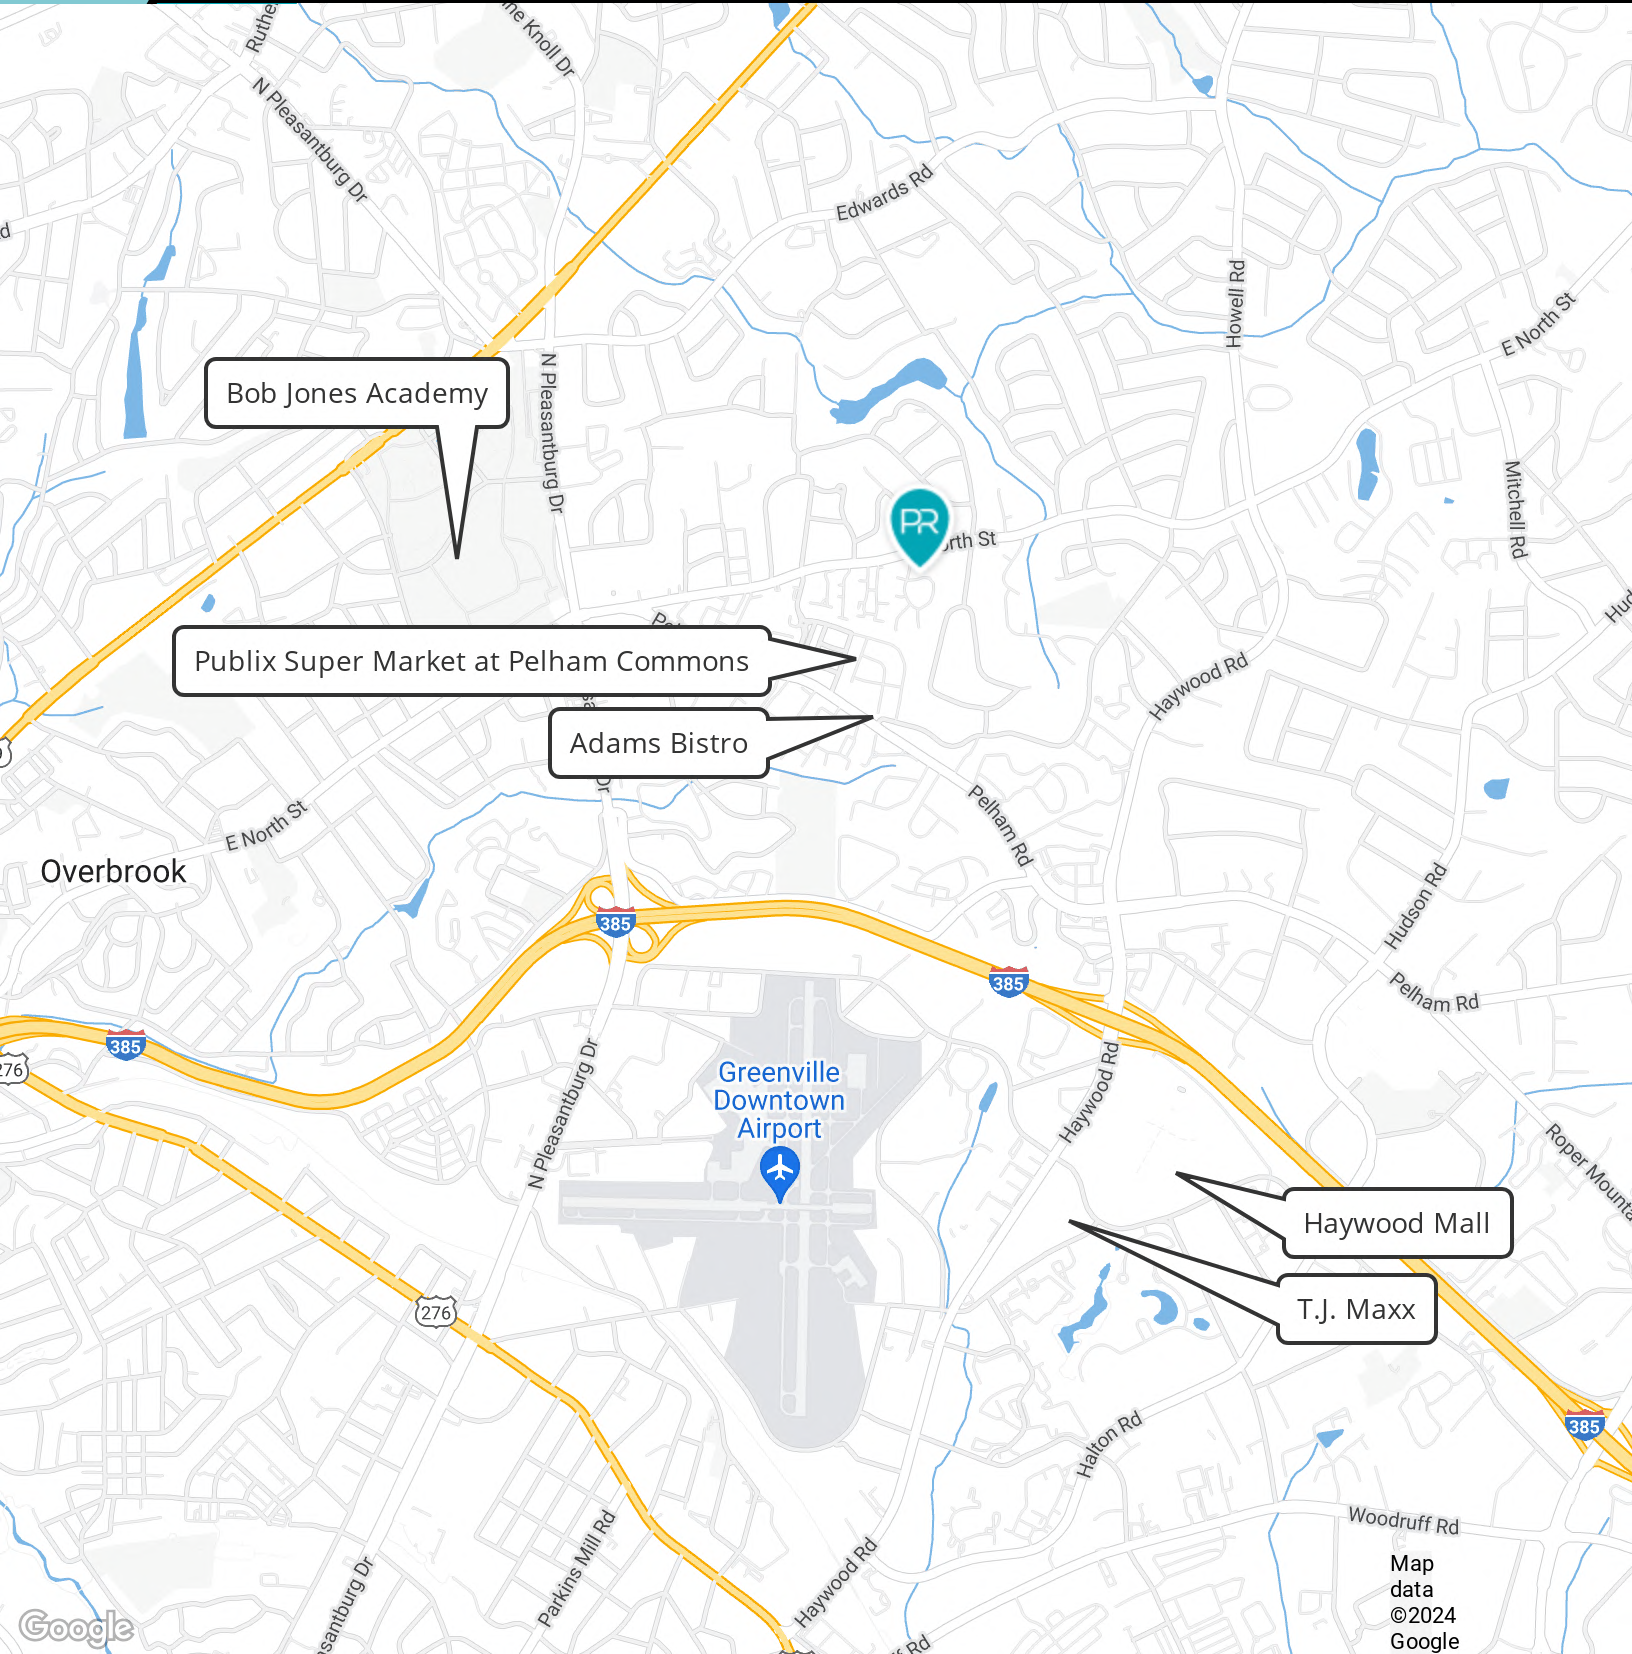 ne Knoll Dr
N Pleasantburg Dr
Edwards Rd
Howell Rd
E North St
Bob Jones Academy
N Pleasantburg Dr
Mitchell Rd
PR
orth St
Publix Super Market at Pelham Commons
Haywood Rd
Adams Bistro
Dr
Pelham Rd
E North St
Overbrook
Hudson Rd
385
385
Pelham Rd
385
276
Greenville
Downtown
Airport
N Pleasantburg Dr
Haywood Rd
Roper Mounta
Haywood Mall
T.J. Maxx
276
Halton Rd
385
Woodruff Rd
Parkins Mill Rd
Haywood Rd
santburg Dr
Map
data
©2024
Google
Google